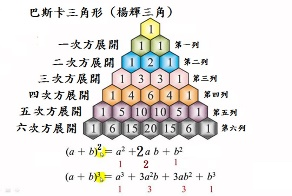 巴斯卡三角形（楊輝三角）
1
一次方展開 1 1 第一列
二次方展開 1 2 1 第二列
三次方展開 1 3 3 1 第三列
四次方展開 1 4 6 4 1 第四列
五次方展開 1 5 10 10 5 1 第五列
六次方展開 1 6 15 20 15 6 1 第六列
(a + b)² = a² + 2 a b + b²
1 2 1
(a + b)³ = a³ + 3a²b + 3ab² + b³
1 3 3 1